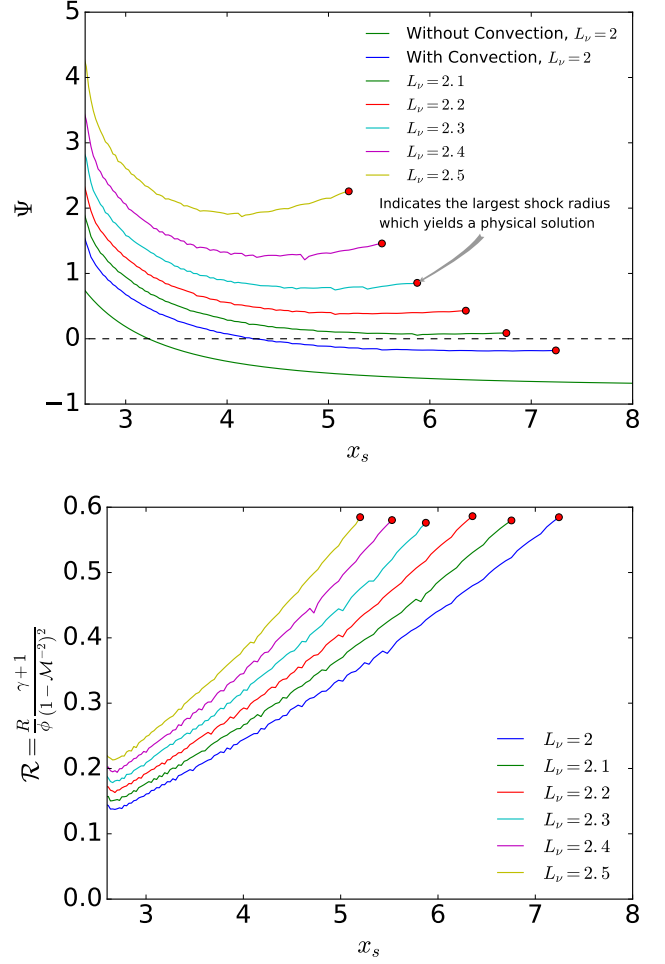 5
4
3
2
1
0
−1
Ψ
3
4
5
6
7
8
x_s
Without Convection, L_ν = 2
With Convection, L_ν = 2
L_ν = 2.1
L_ν = 2.2
L_ν = 2.3
L_ν = 2.4
L_ν = 2.5
Indicates the largest shock radius
which yields a physical solution
0.6
0.5
0.4
0.3
0.2
0.1
0.0
ℛ = R/ϕ (γ + 1)/(1 − ℳ^{−2})^2
3
4
5
6
7
8
x_s
L_ν = 2
L_ν = 2.1
L_ν = 2.2
L_ν = 2.3
L_ν = 2.4
L_ν = 2.5